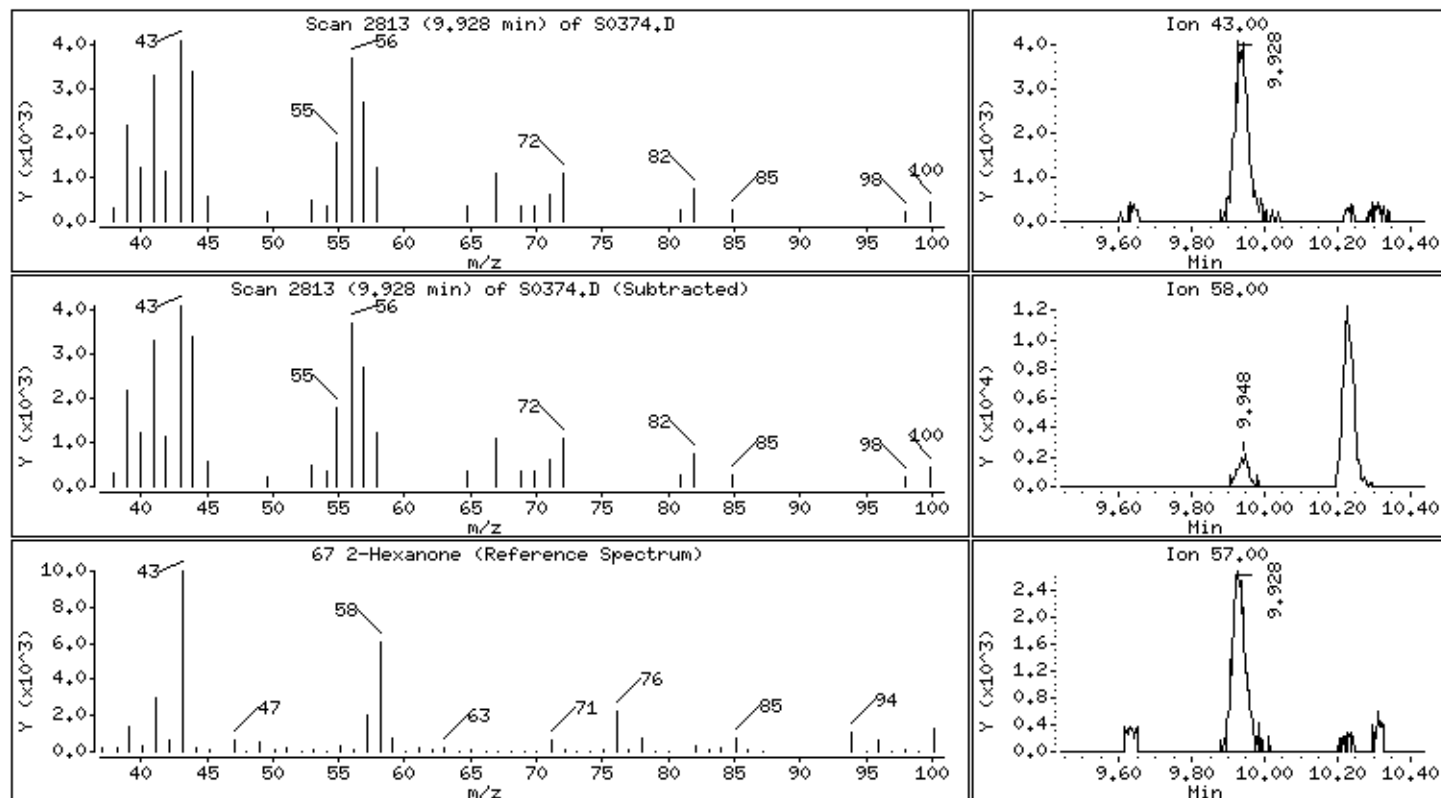 Scan 2813 (9.928 min) of S0374.D
Y (x10^3)
4.0
3.0
2.0
1.0
0.0
43
56
55
72
82
85
98
100
40 45 50 55 60 65 70 75 80 85 90 95 100
m/z
Ion 43.00
Y (x10^3)
4.0
3.0
2.0
1.0
0.0
9.928
9.60 9.80 10.00 10.20 10.40
Min
Scan 2813 (9.928 min) of S0374.D (Subtracted)
Y (x10^3)
4.0
3.0
2.0
1.0
0.0
43
56
55
72
82
85
98
100
40 45 50 55 60 65 70 75 80 85 90 95 100
m/z
Ion 58.00
Y (x10^4)
1.2
1.0
0.8
0.6
0.4
0.2
0.0
9.948
9.60 9.80 10.00 10.20 10.40
Min
67 2-Hexanone (Reference Spectrum)
Y (x10^3)
10.0
8.0
6.0
4.0
2.0
0.0
43
58
47
63
71
76
85
94
40 45 50 55 60 65 70 75 80 85 90 95 100
m/z
Ion 57.00
Y (x10^3)
2.4
2.0
1.6
1.2
0.8
0.4
0.0
9.928
9.60 9.80 10.00 10.20 10.40
Min